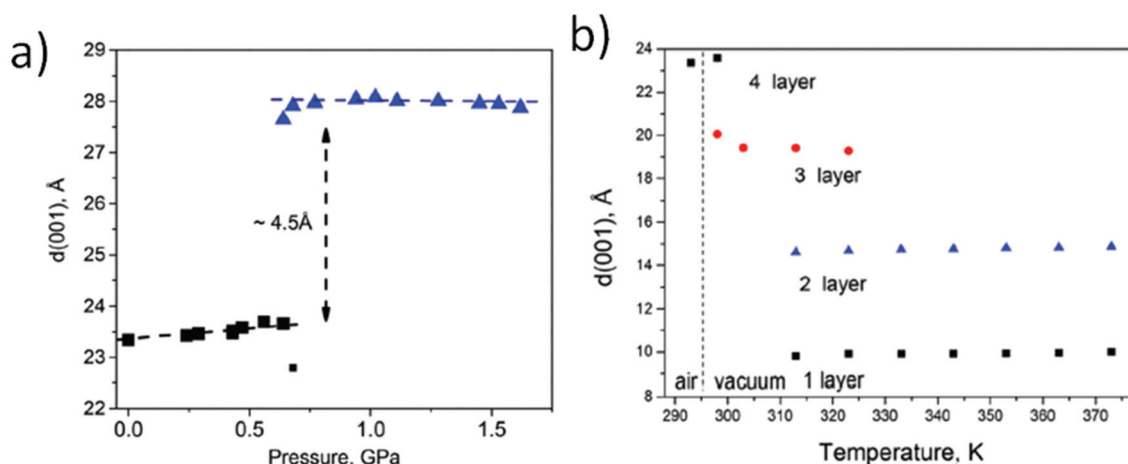 a)
29
28
27
26
25
24
23
22
d(001), Å
~ 4.5Å
0.0
0.5
1.0
1.5
Pressure, GPa
b)
24
22
20
18
16
14
12
10
8
d(001), Å
4 layer
3 layer
2 layer
1 layer
air
vacuum
290 300 310 320 330 340 350 360 370
Temperature, K